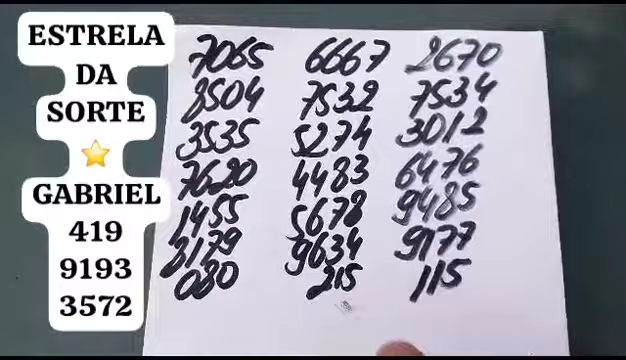 ESTRELA
DA
SORTE
GABRIEL
419
9193
3572
7065 6667 2670
8504 7532 7534
3535 5274 3012
7620 4483 6476
1455 5678 9485
3179 9634 9177
080 215 115